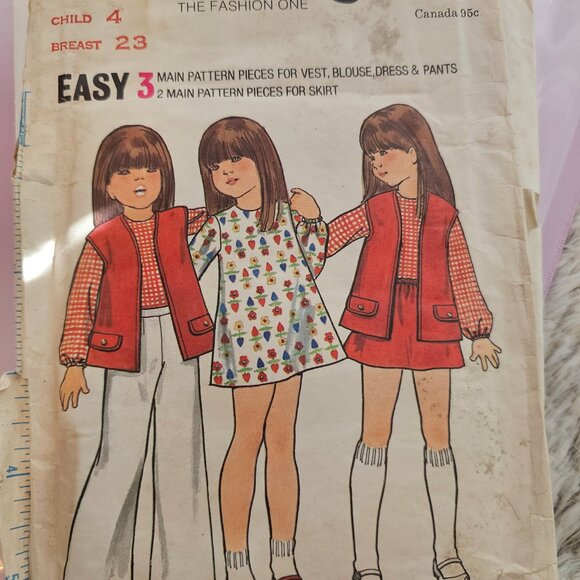 THE FASHION ONE
CHILD 4
Canada 95c
BREAST 23
EASY 3 MAIN PATTERN PIECES FOR VEST, BLOUSE, DRESS & PANTS
2 MAIN PATTERN PIECES FOR SKIRT
4